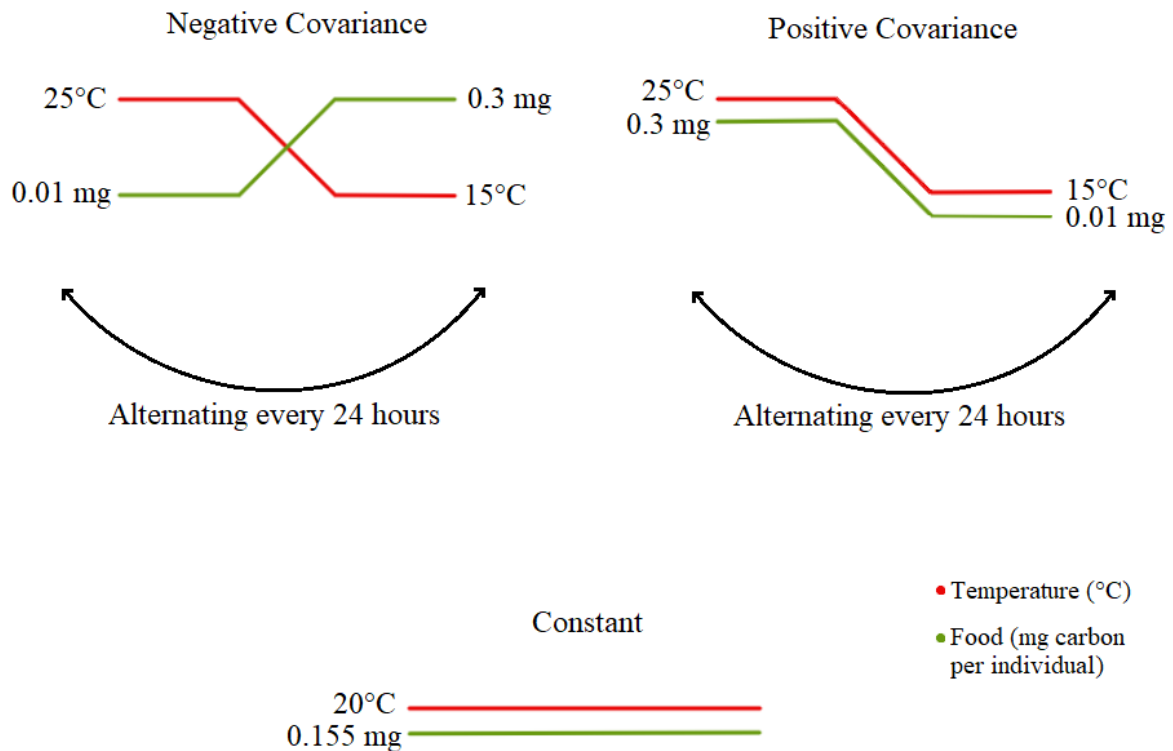 Negative Covariance
25°C
0.3 mg
0.01 mg
15°C
Alternating every 24 hours
Positive Covariance
25°C
0.3 mg
15°C
0.01 mg
Alternating every 24 hours
Constant
20°C
0.155 mg
Temperature (°C)
Food (mg carbon
per individual)